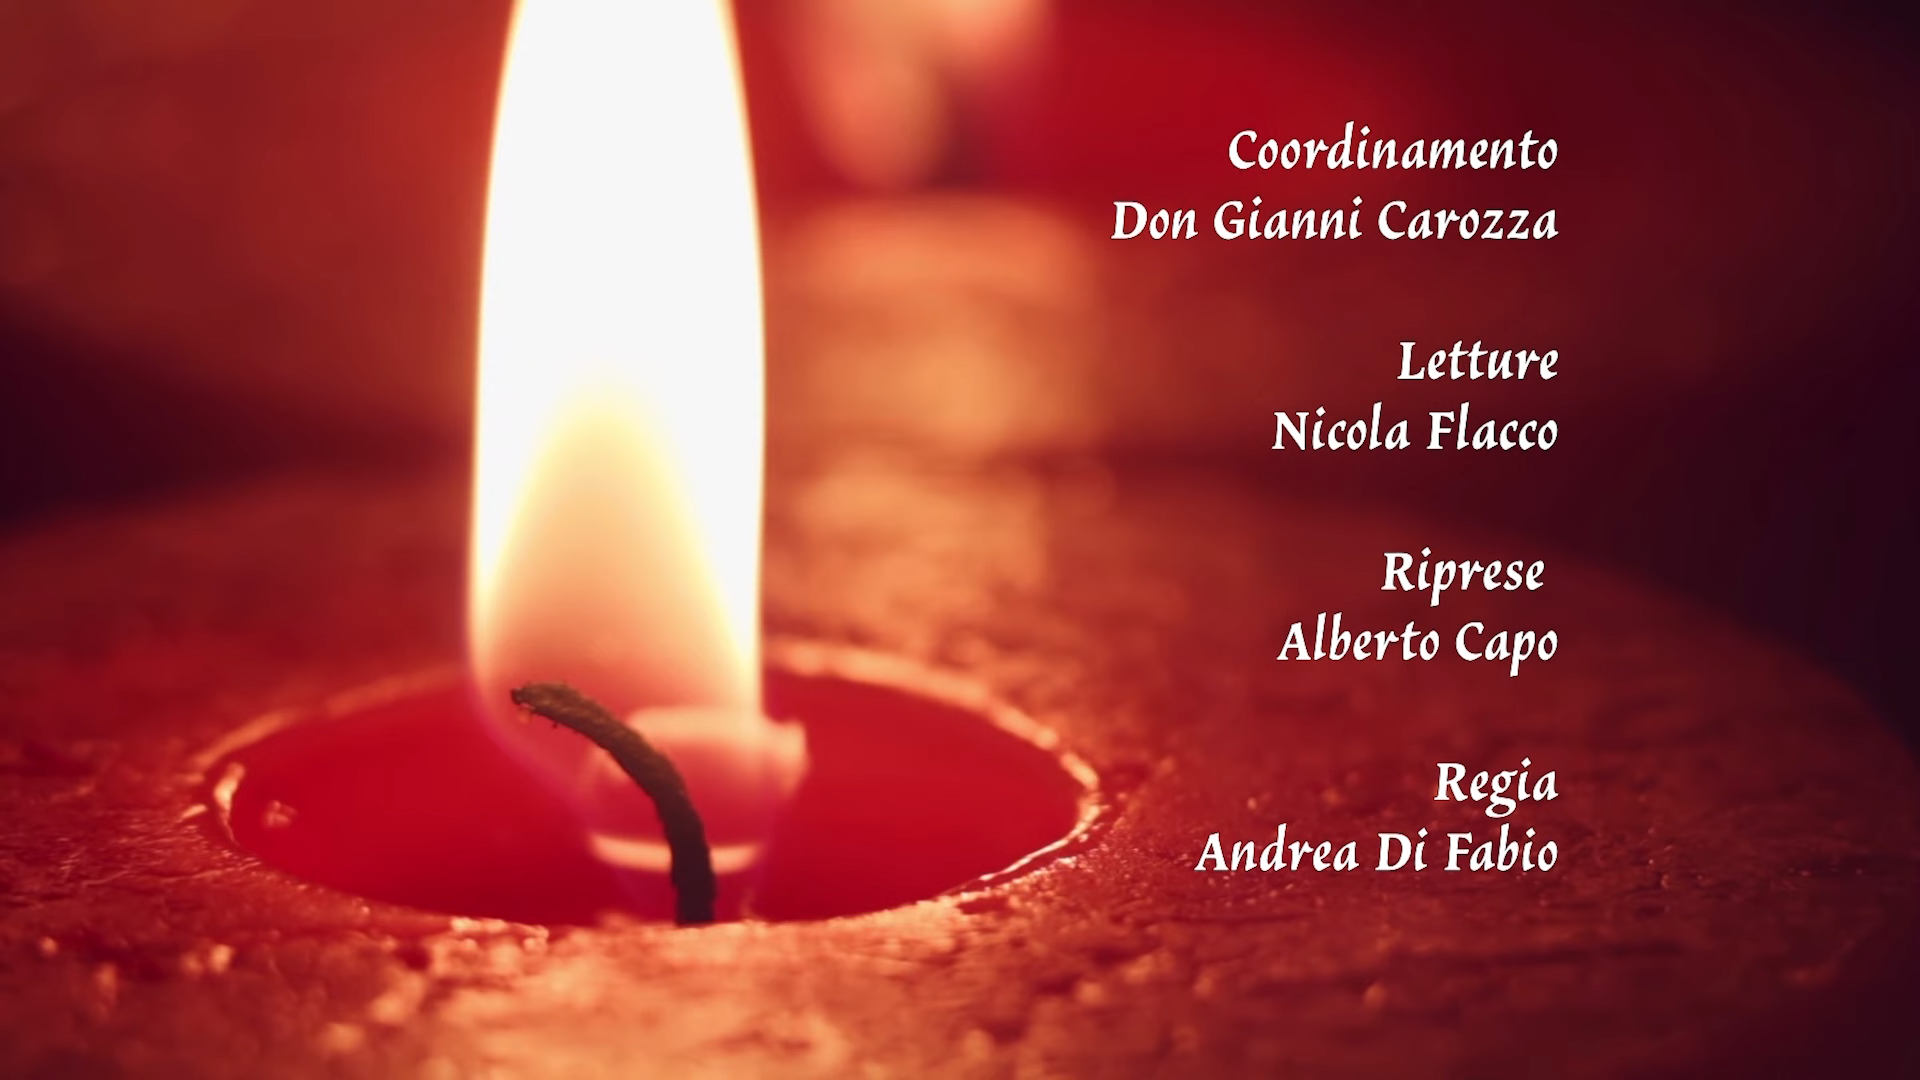 Coordinamento
Don Gianni Carozza
Letture
Nicola Flacco
Riprese
Alberto Capo
Regia
Andrea Di Fabio